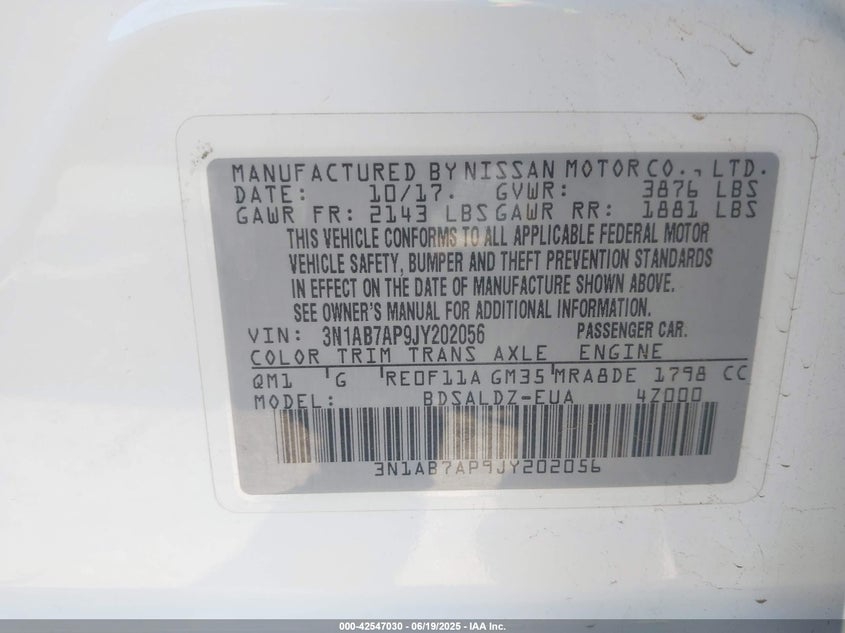 MANUFACTURED BY NISSAN MOTOR CO., LTD.
DATE: 10/17. GVWR: 3876 LBS
GAWR FR: 2143 LBS GAWR RR: 1881 LBS
THIS VEHICLE CONFORMS TO ALL APPLICABLE FEDERAL MOTOR
VEHICLE SAFETY, BUMPER AND THEFT PREVENTION STANDARDS
IN EFFECT ON THE DATE OF MANUFACTURE SHOWN ABOVE.
SEE OWNER'S MANUAL FOR ADDITIONAL INFORMATION.
VIN: 3N1AB7AP9JY202056 PASSENGER CAR.
COLOR TRIM TRANS AXLE ENGINE
QM1 G RE0F11A GM35 MRA8DE 1798 CC
MODEL: BDSALDZ-EUA 4Z000
3N1AB7AP9JY202056
000-42547030 - 06/19/2025 - IAA Inc.